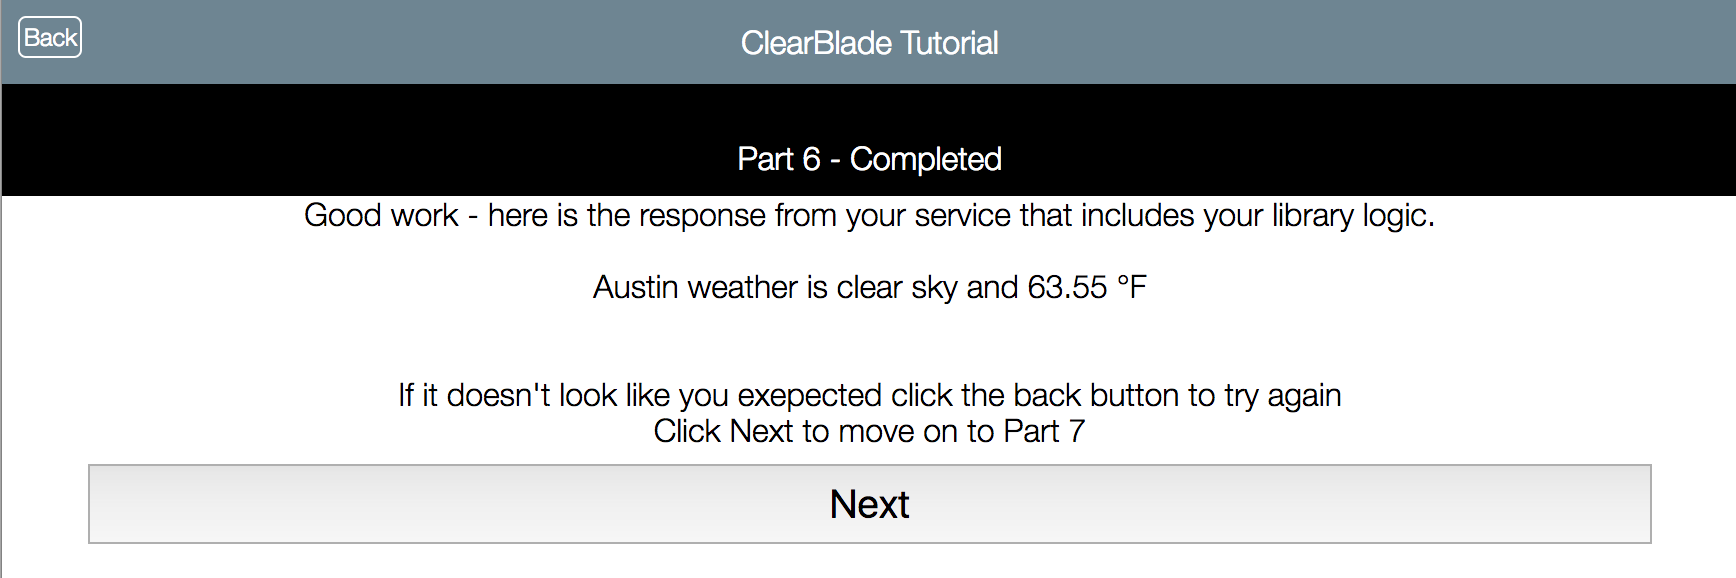 Back
ClearBlade Tutorial
Part 6 - Completed
Good work - here is the response from your service that includes your library logic.
Austin weather is clear sky and 63.55 °F
If it doesn't look like you exepected click the back button to try again
Click Next to move on to Part 7
Next